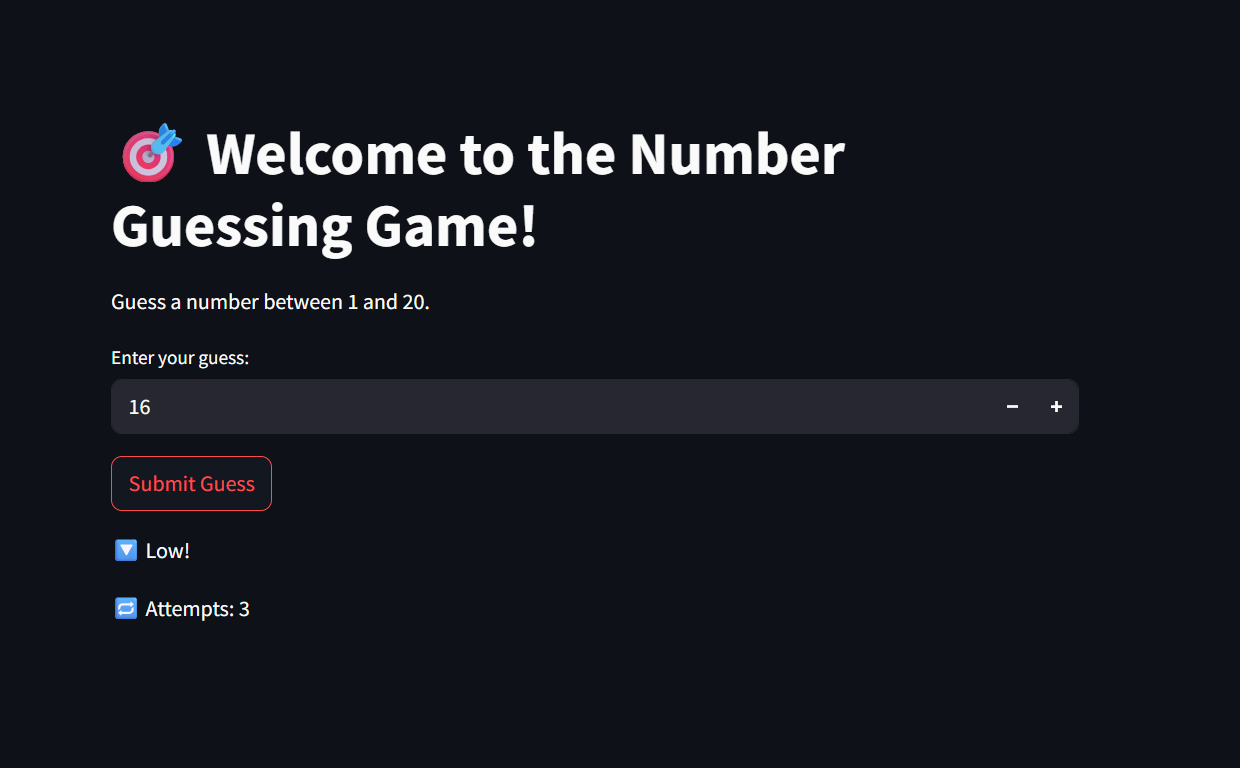 🎯 Welcome to the Number
Guessing Game!
Guess a number between 1 and 20.
Enter your guess:
16 − +
Submit Guess
🔽 Low!
🔁 Attempts: 3